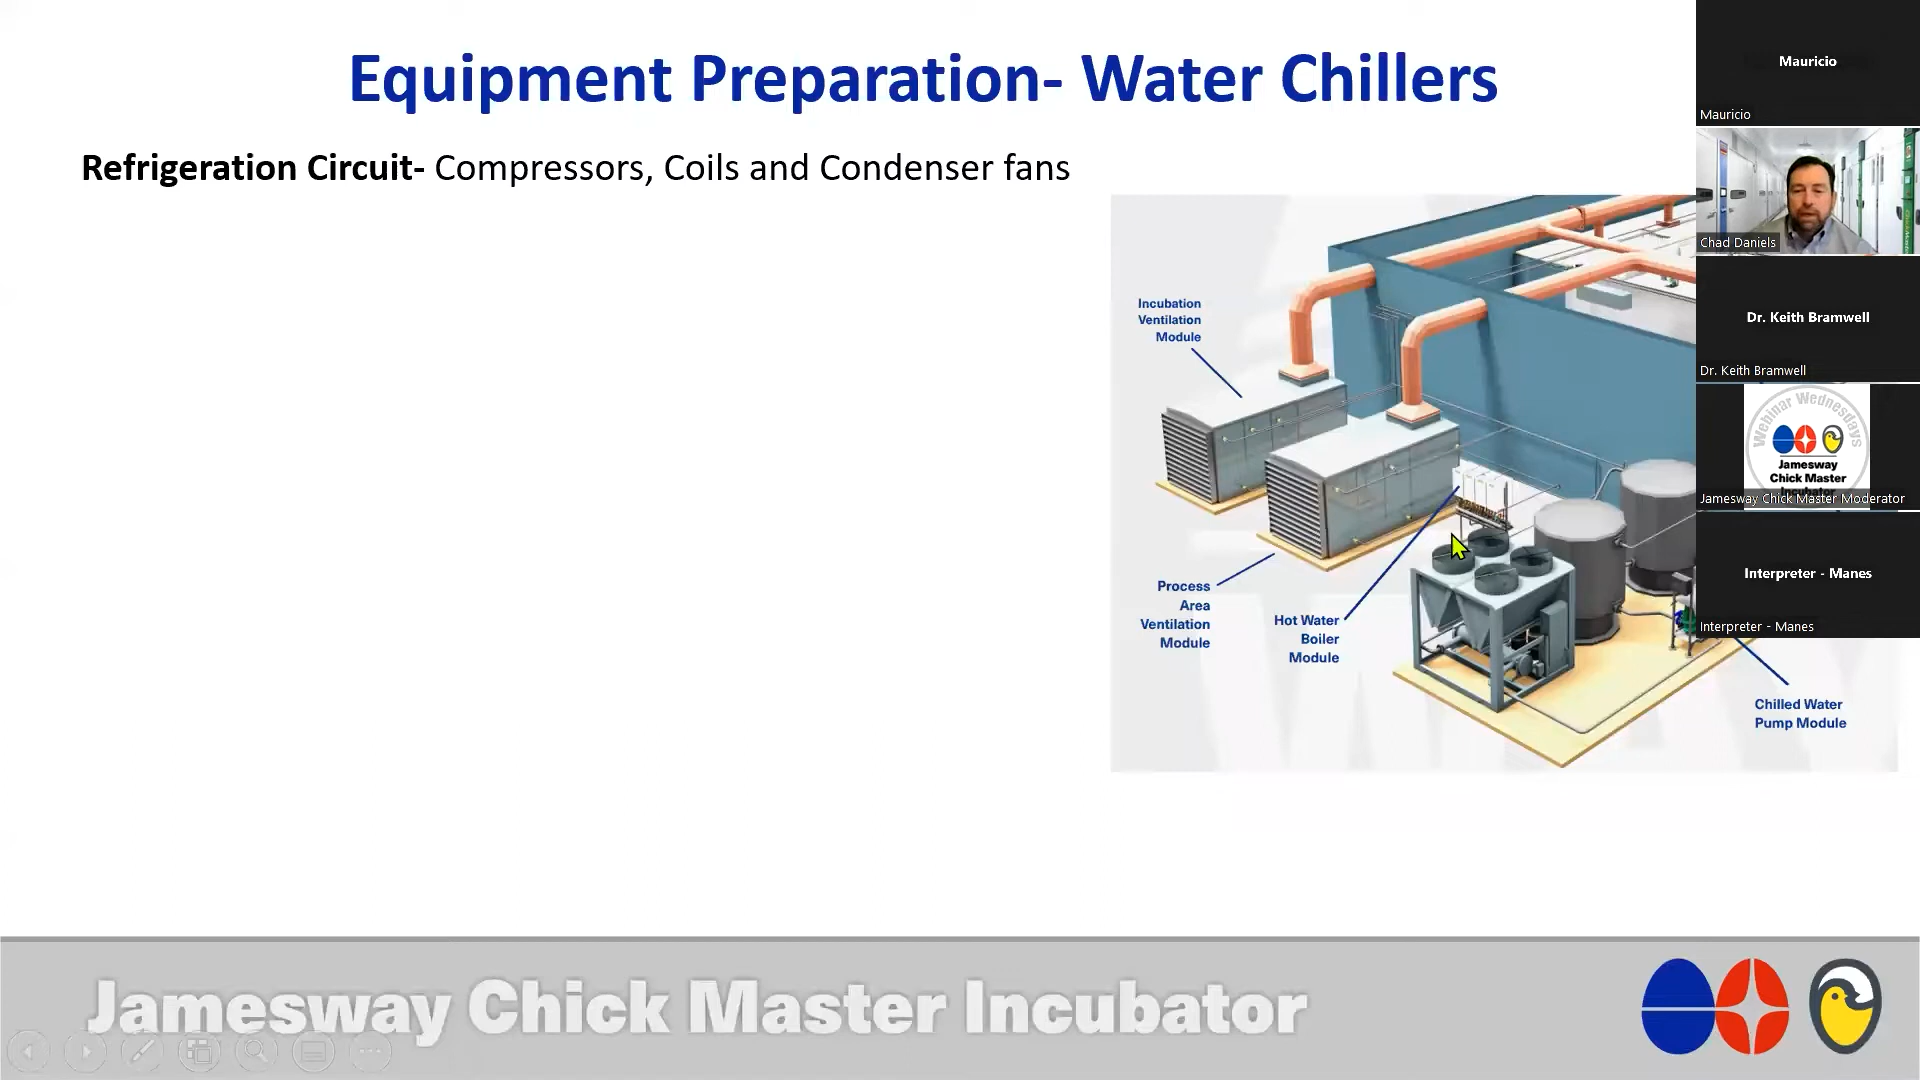 Equipment Preparation- Water Chillers
Refrigeration Circuit- Compressors, Coils and Condenser fans
Incubation
Ventilation
Module
Process
Area
Ventilation
Module
Hot Water
Boiler
Module
Chilled Water
Pump Module
Mauricio
Mauricio
Chad Daniels
Dr. Keith Bramwell
Dr. Keith Bramwell
Webinar Wednesdays
Jamesway
Chick Master
Jamesway Chick Master Moderator
Interpreter - Manes
Interpreter - Manes
Jamesway Chick Master Incubator